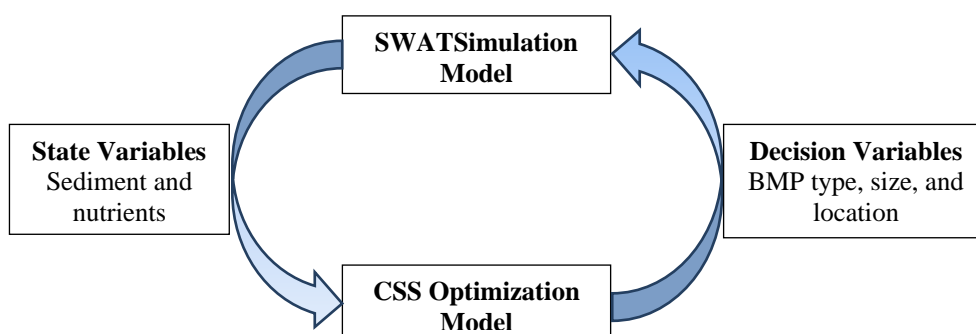 SWATSimulation
Model
State Variables
Sediment and
nutrients
Decision Variables
BMP type, size, and
location
CSS Optimization
Model